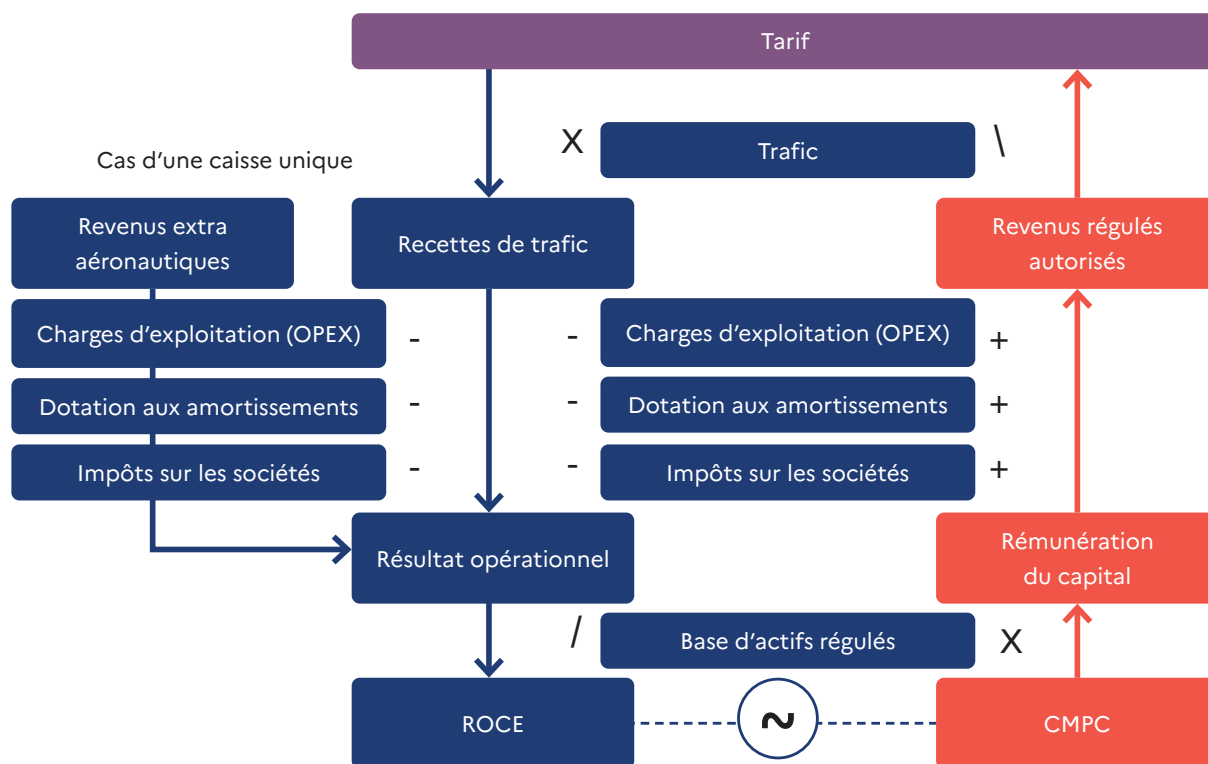 Tarif
X
Trafic
\
Cas d'une caisse unique
Revenus extra
aéronautiques
Recettes de trafic
Revenus régulés
autorisés
Charges d'exploitation (OPEX)
-
-
Charges d'exploitation (OPEX)
+
Dotation aux amortissements
-
-
Dotation aux amortissements
+
Impôts sur les sociétés
-
-
Impôts sur les sociétés
+
Résultat opérationnel
Rémunération
du capital
/
Base d'actifs régulés
X
ROCE
~
CMPC